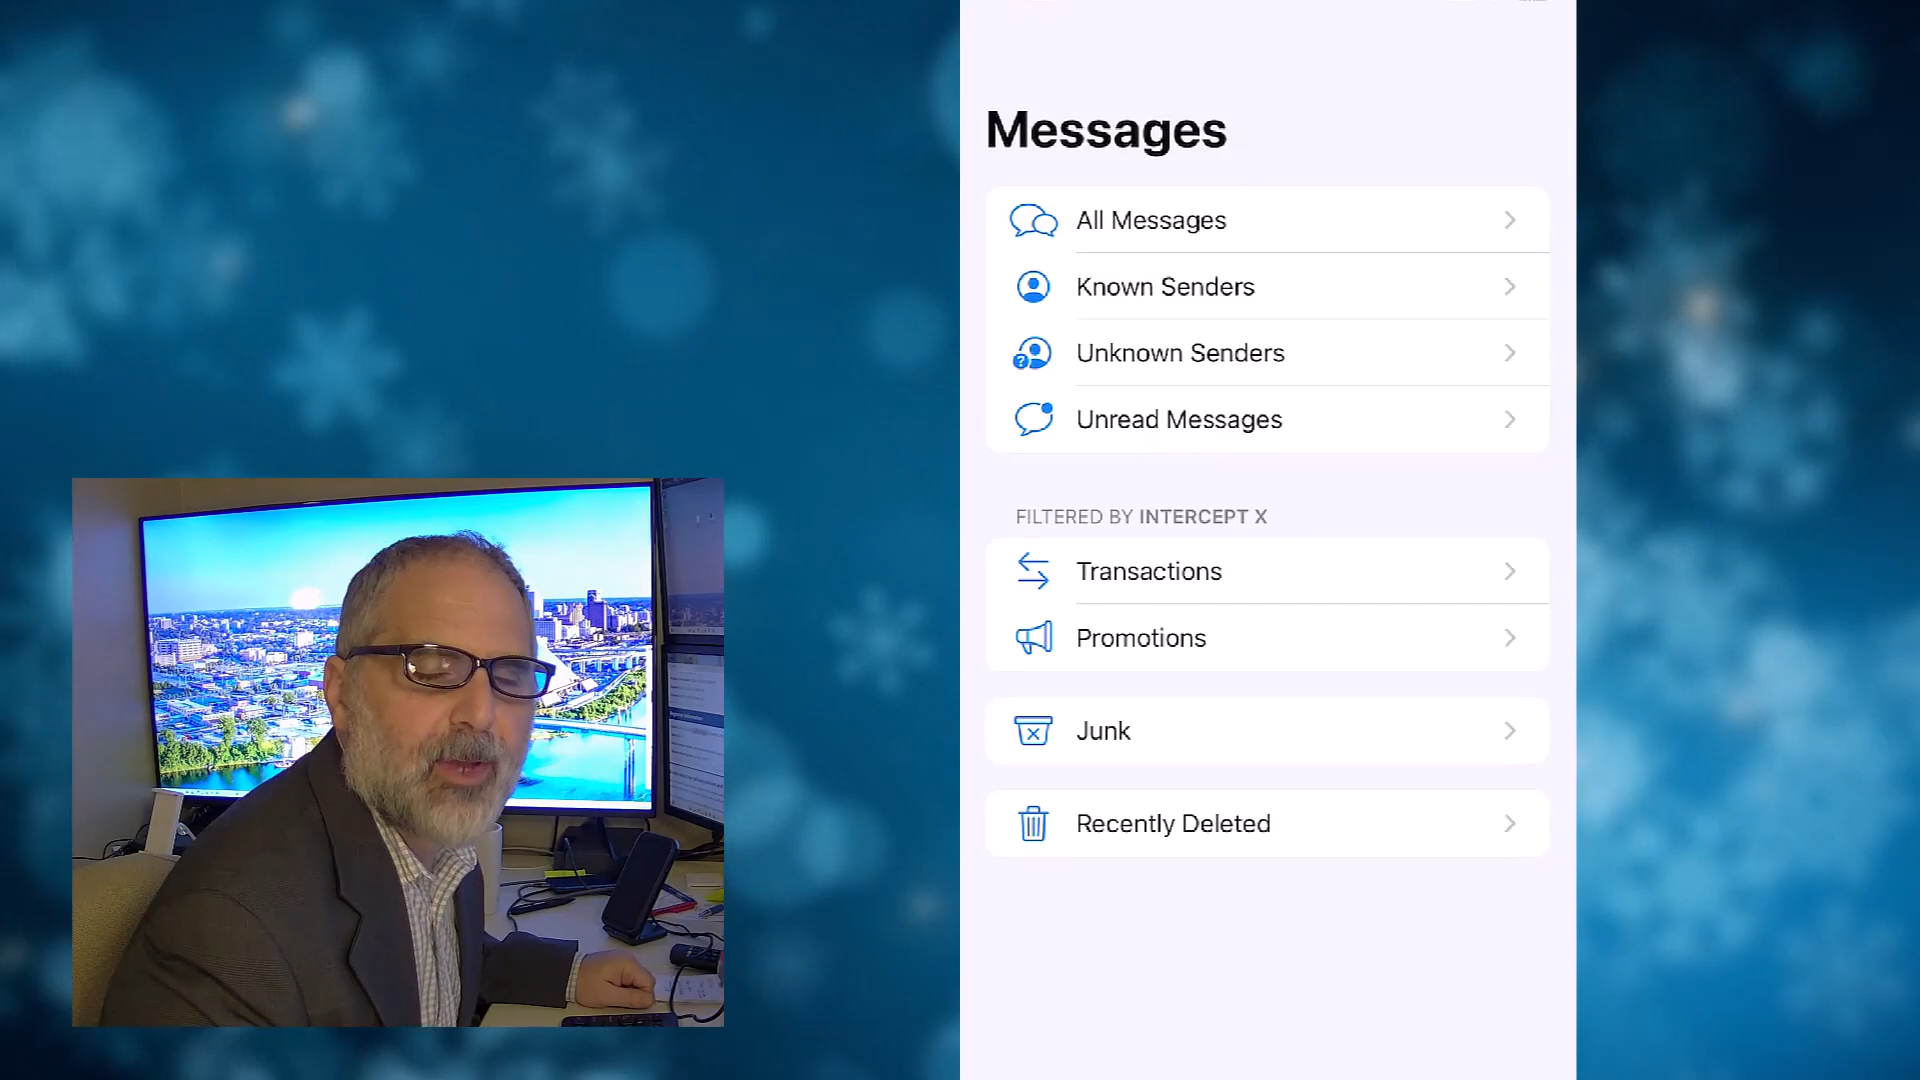 Messages
All Messages
Known Senders
Unknown Senders
Unread Messages
FILTERED BY INTERCEPT X
Transactions
Promotions
Junk
Recently Deleted